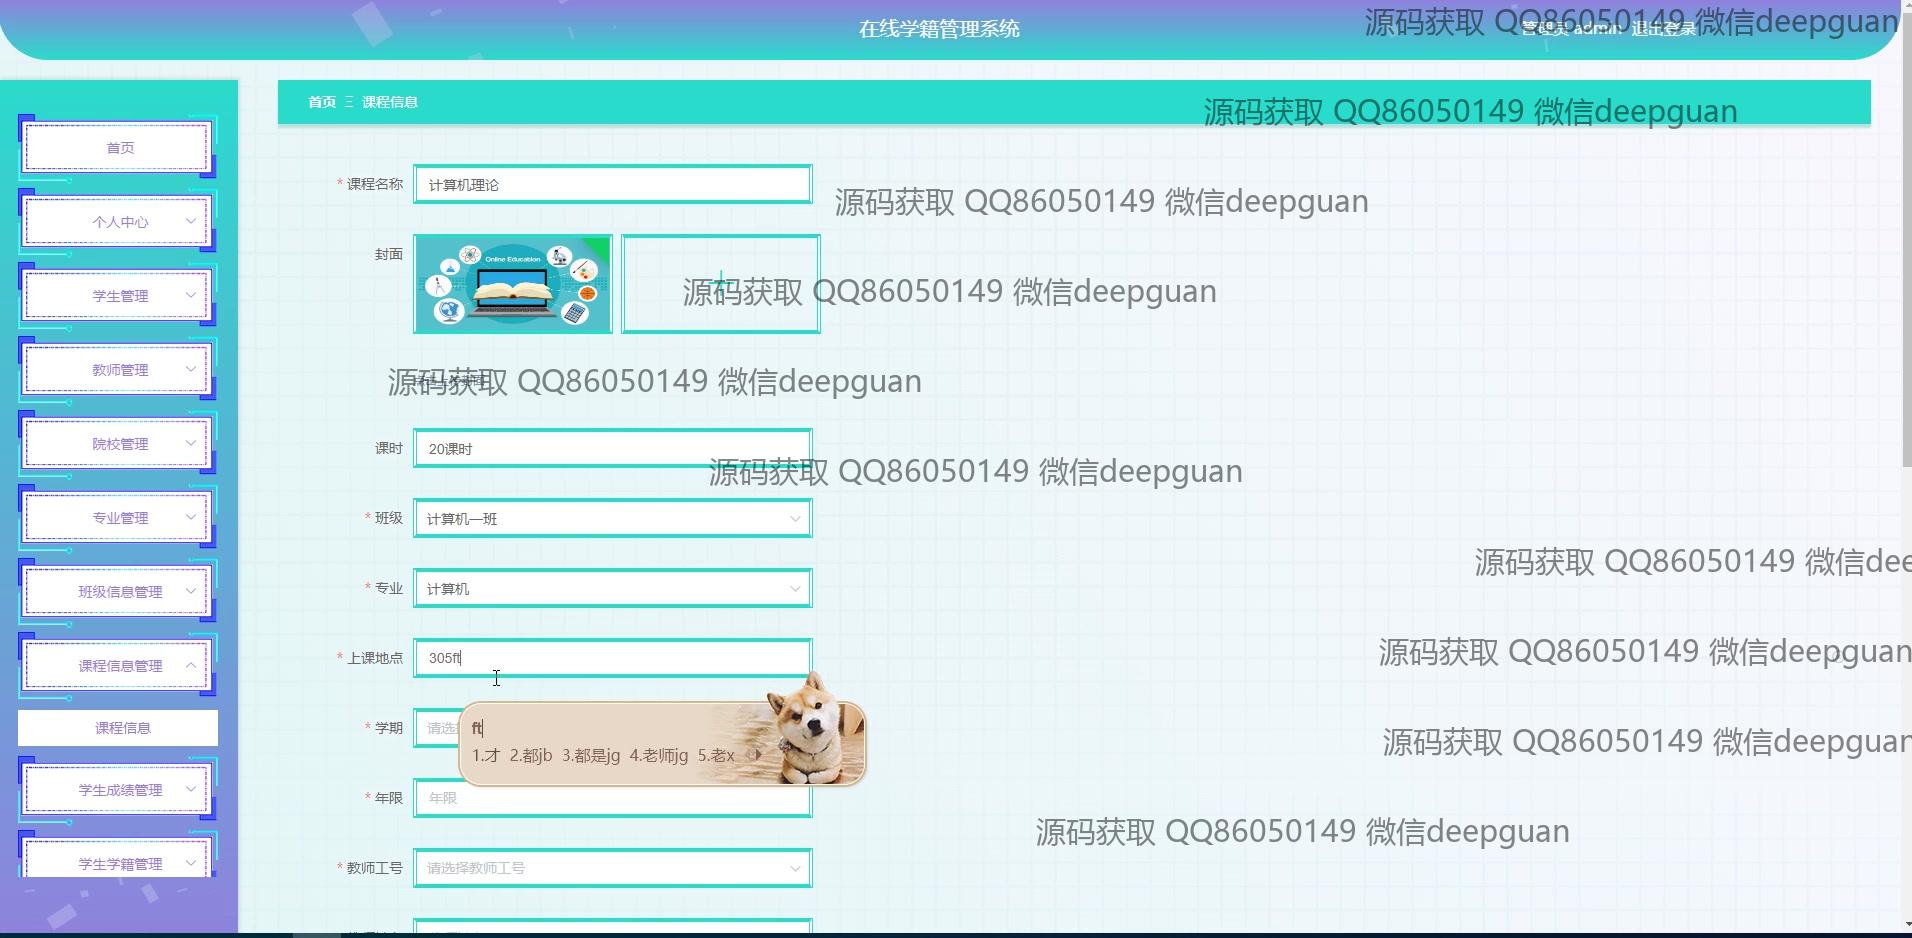 在线学籍管理系统
管理员 admin 退出登录
源码获取 QQ86050149 微信deepguan
首页 Ξ 课程信息
源码获取 QQ86050149 微信deepguan
首页
个人中心
学生管理
教师管理
院校管理
专业管理
班级信息管理
课程信息管理
课程信息
学生成绩管理
学生学籍管理
* 课程名称 计算机理论
源码获取 QQ86050149 微信deepguan
封面
Online Education
源码获取 QQ86050149 微信deepguan
源码获取 QQ86050149 微信deepguan
课时 20课时
源码获取 QQ86050149 微信deepguan
* 班级 计算机一班
源码获取 QQ86050149 微信dee
* 专业 计算机
* 上课地点 305ft
源码获取 QQ86050149 微信deepguan
* 学期 请选
ft
1.才 2.都jb 3.都是jg 4.老师jg 5.老x
源码获取 QQ86050149 微信deepguan
* 年限 年限
源码获取 QQ86050149 微信deepguan
* 教师工号 请选择教师工号